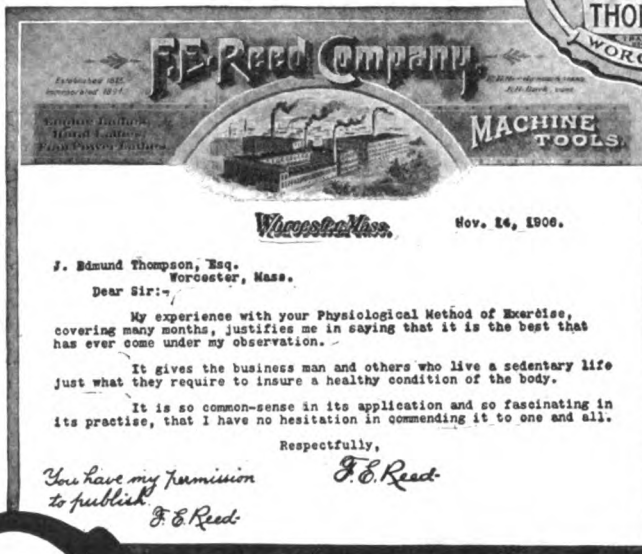 THO
WOR
F.E. Reed Company.
Established 1875.
Incorporated 1894.
Engine Lathes,
Hand Lathes,
Foot Power Lathes.
MACHINE
TOOLS.
Worcester, Mass.
Nov. 14, 1906.
J. Edmund Thompson, Esq.
Worcester, Mass.
Dear Sir:-
My experience with your Physiological Method of Exercise,
covering many months, justifies me in saying that it is the best that
has ever come under my observation.
It gives the business man and others who live a sedentary life
just what they require to insure a healthy condition of the body.
It is so common-sense in its application and so fascinating in
its practise, that I have no hesitation in commending it to one and all.
Respectfully,
F. E. Reed
You have my permission
to publish.
F. E. Reed